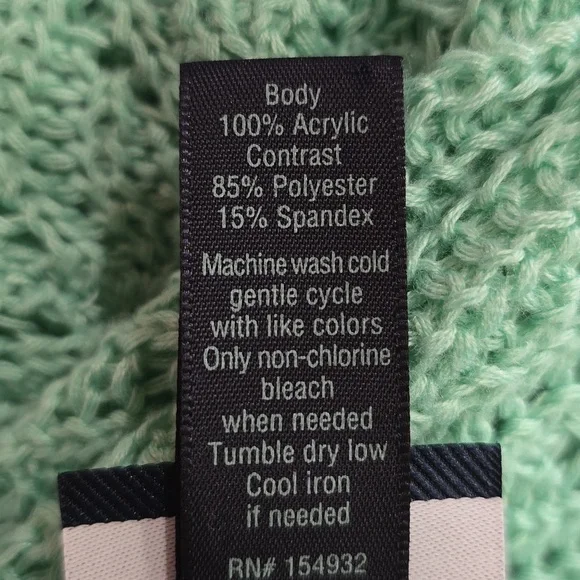 Body
100% Acrylic
Contrast
85% Polyester
15% Spandex
Machine wash cold
gentle cycle
with like colors
Only non-chlorine
bleach
when needed
Tumble dry low
Cool iron
if needed
RN# 154932